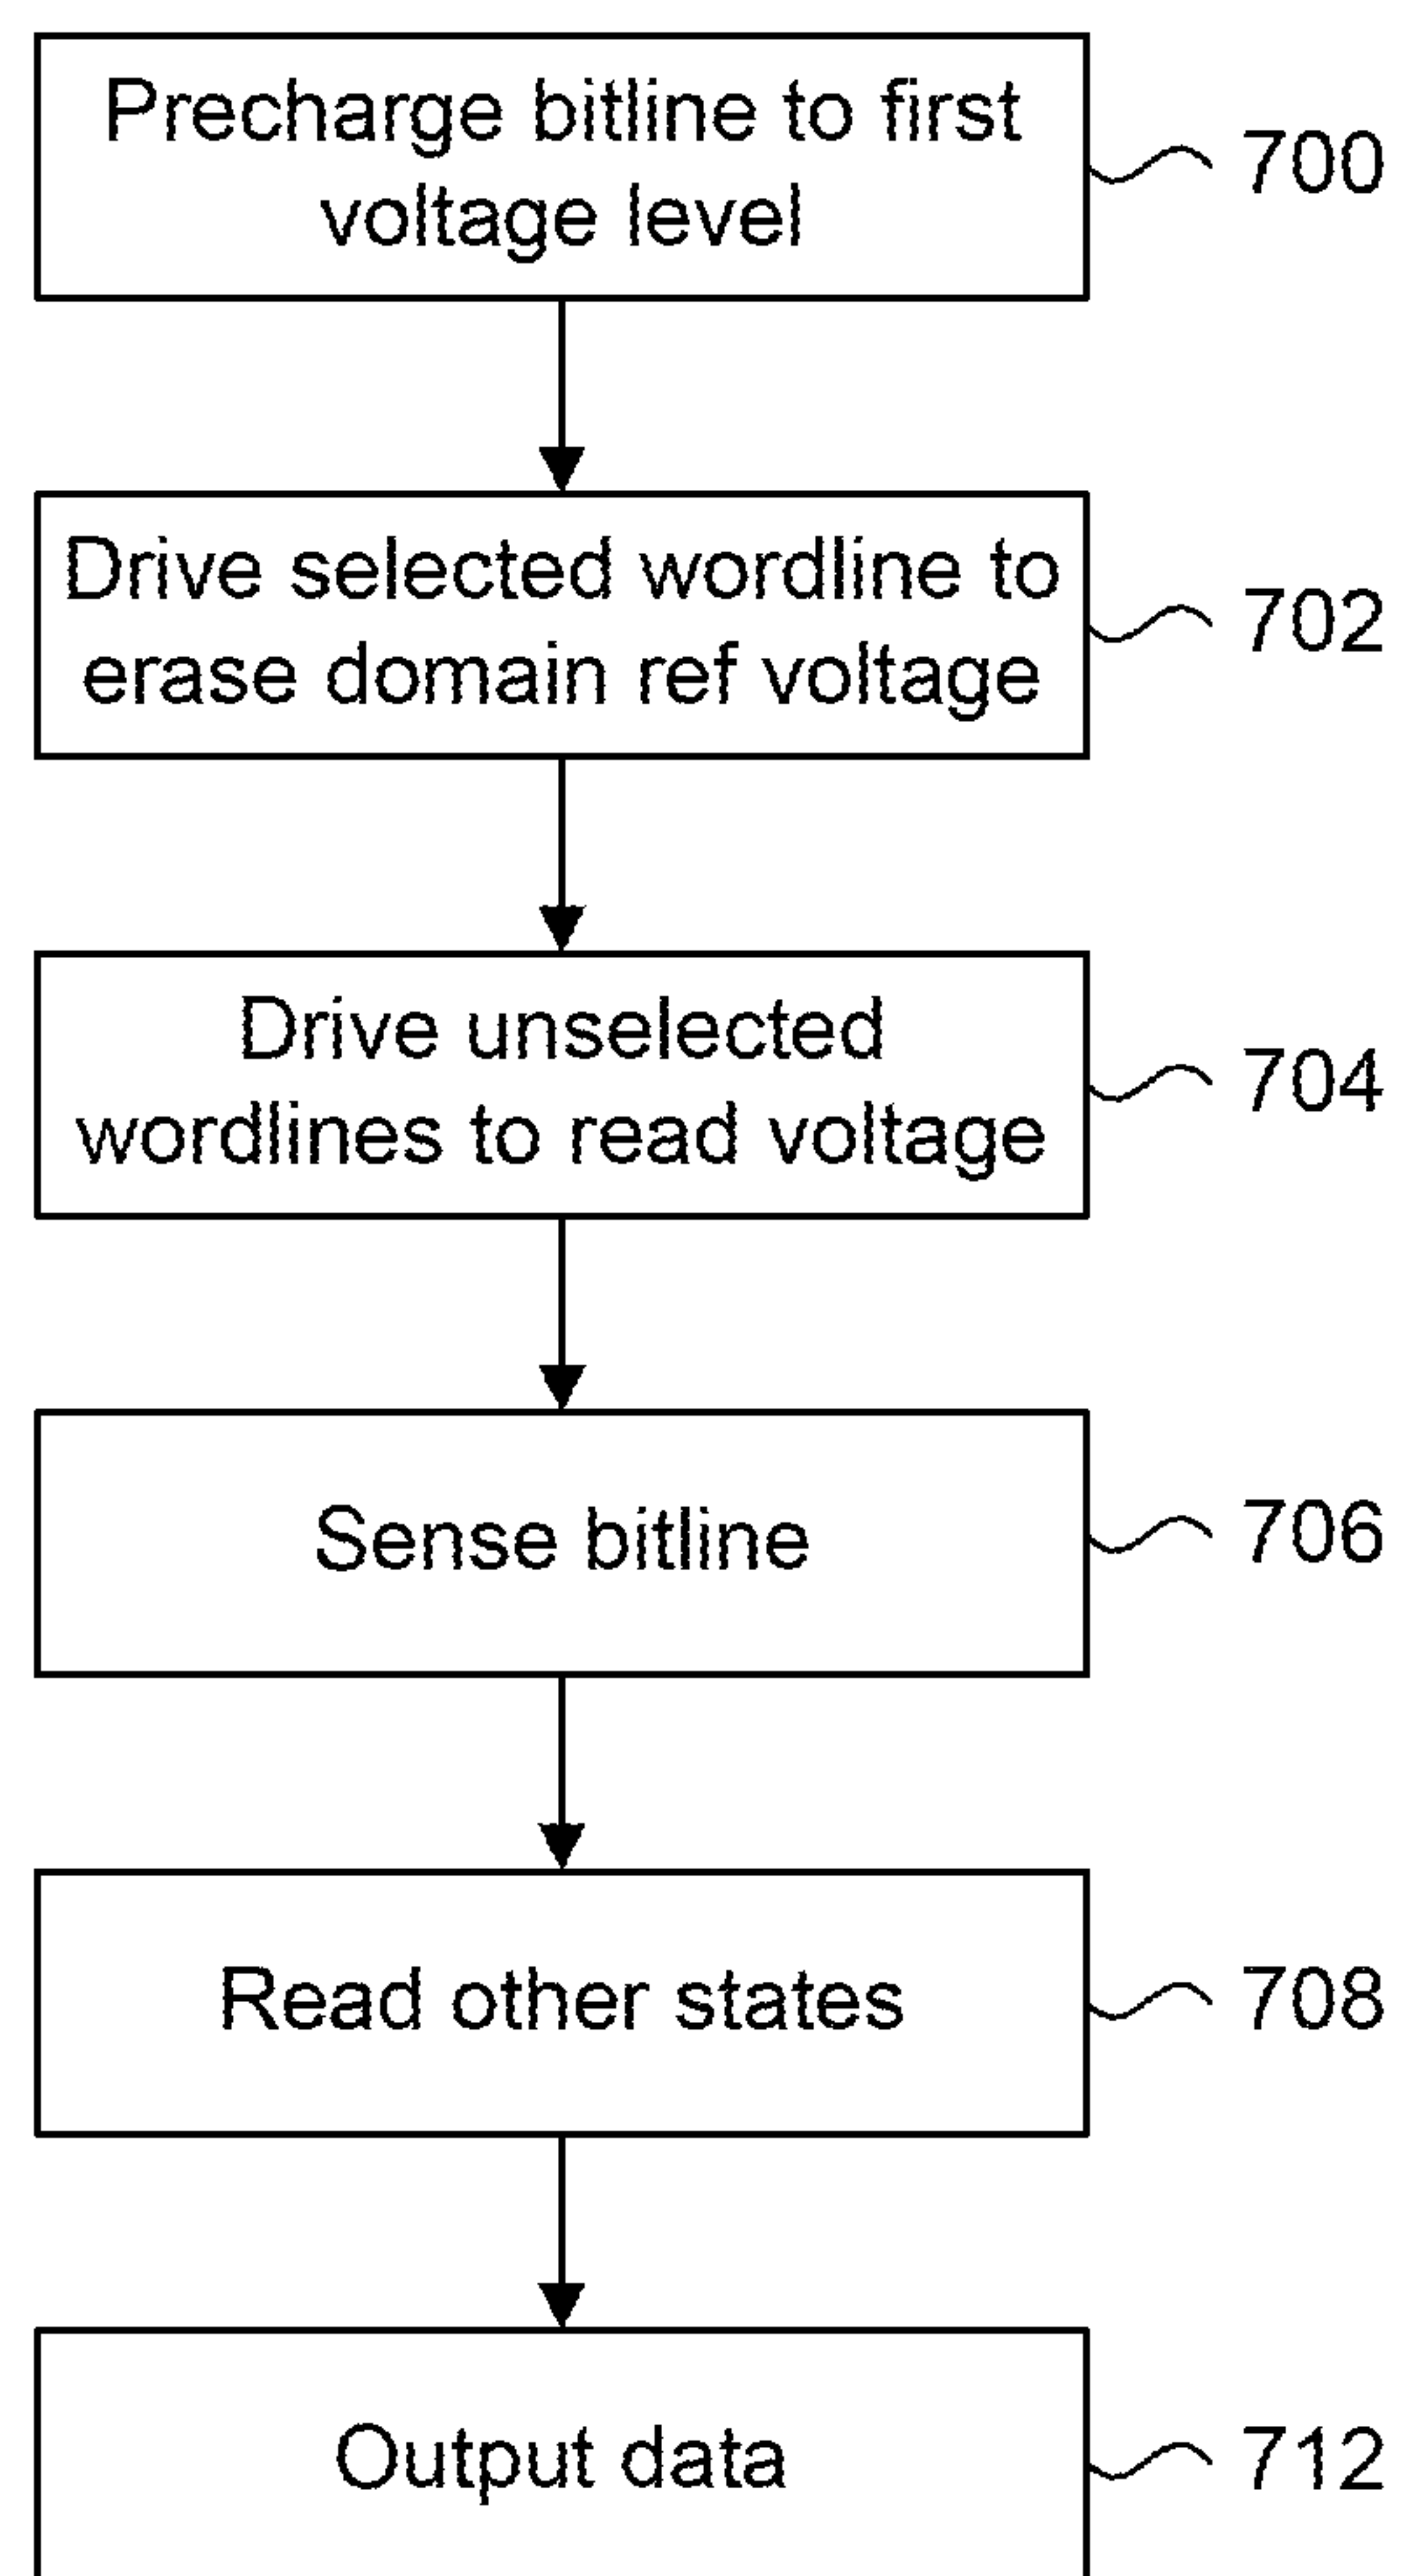 Precharge bitline to first
voltage level
700
Drive selected wordline to
erase domain ref voltage
702
Drive unselected
wordlines to read voltage
704
Sense bitline
706
Read other states
708
Output data
712